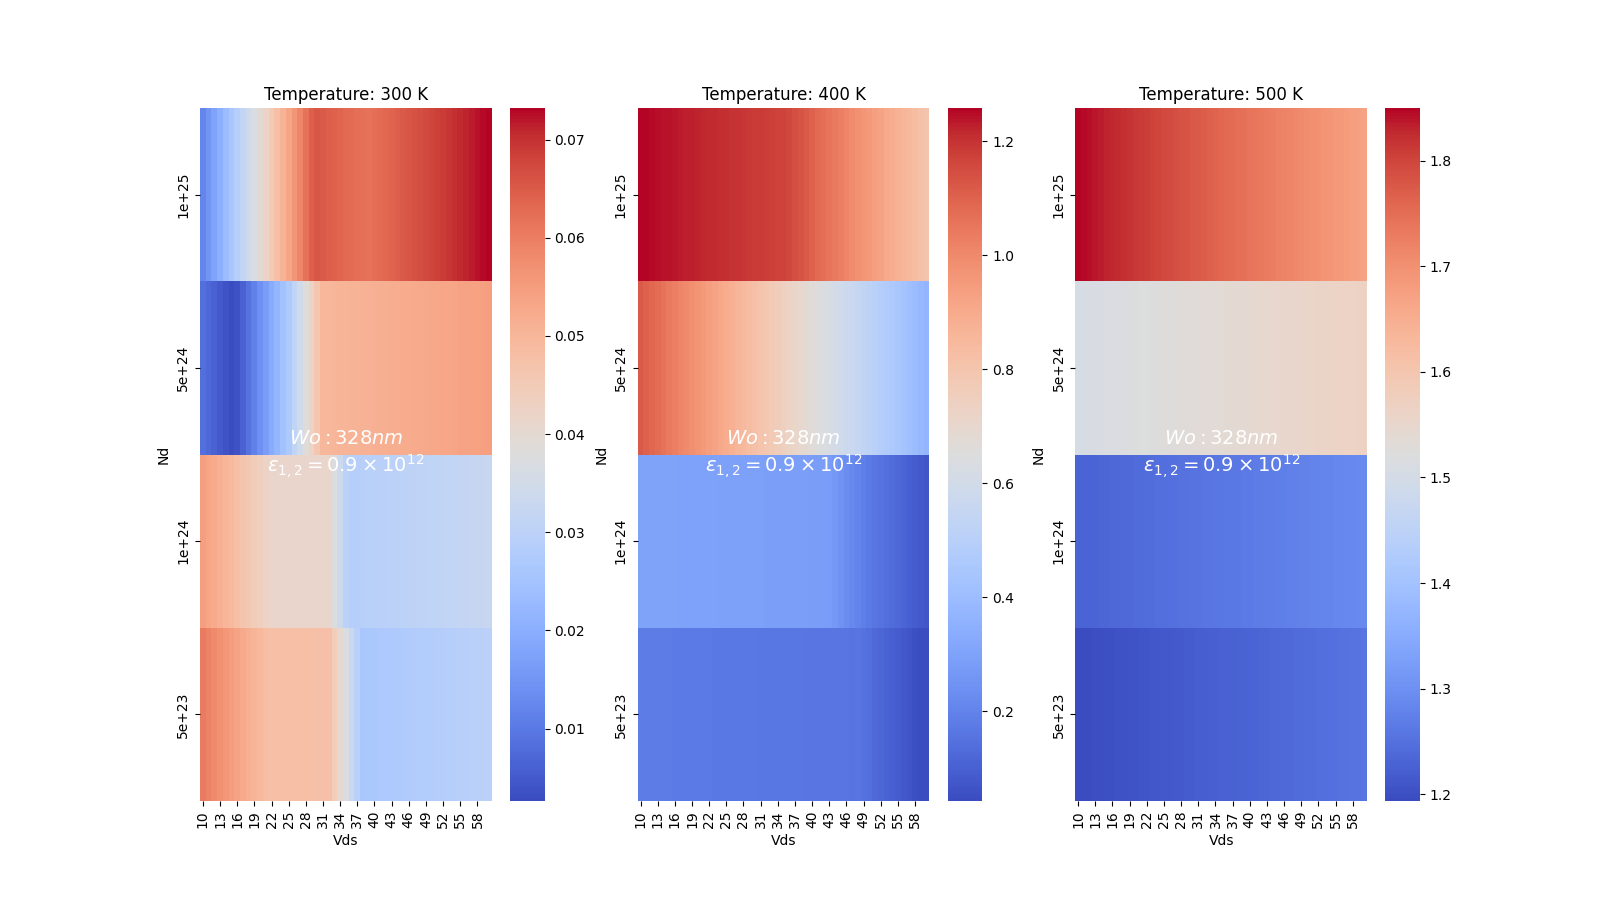 Temperature: 300 K
Temperature: 400 K
Temperature: 500 K
Nd
1e+25
5e+24
1e+24
5e+23
Wo : 328nm
ε1, 2 = 0.9 × 10^12
10 13 16 19 22 25 28 31 34 37 40 43 46 49 52 55 58
Vds
0.07
0.06
0.05
0.04
0.03
0.02
0.01
Nd
1e+25
5e+24
1e+24
5e+23
Wo : 328nm
ε1, 2 = 0.9 × 10^12
10 13 16 19 22 25 28 31 34 37 40 43 46 49 52 55 58
Vds
1.2
1.0
0.8
0.6
0.4
0.2
Nd
1e+25
5e+24
1e+24
5e+23
Wo : 328nm
ε1, 2 = 0.9 × 10^12
10 13 16 19 22 25 28 31 34 37 40 43 46 49 52 55 58
Vds
1.8
1.7
1.6
1.5
1.4
1.3
1.2